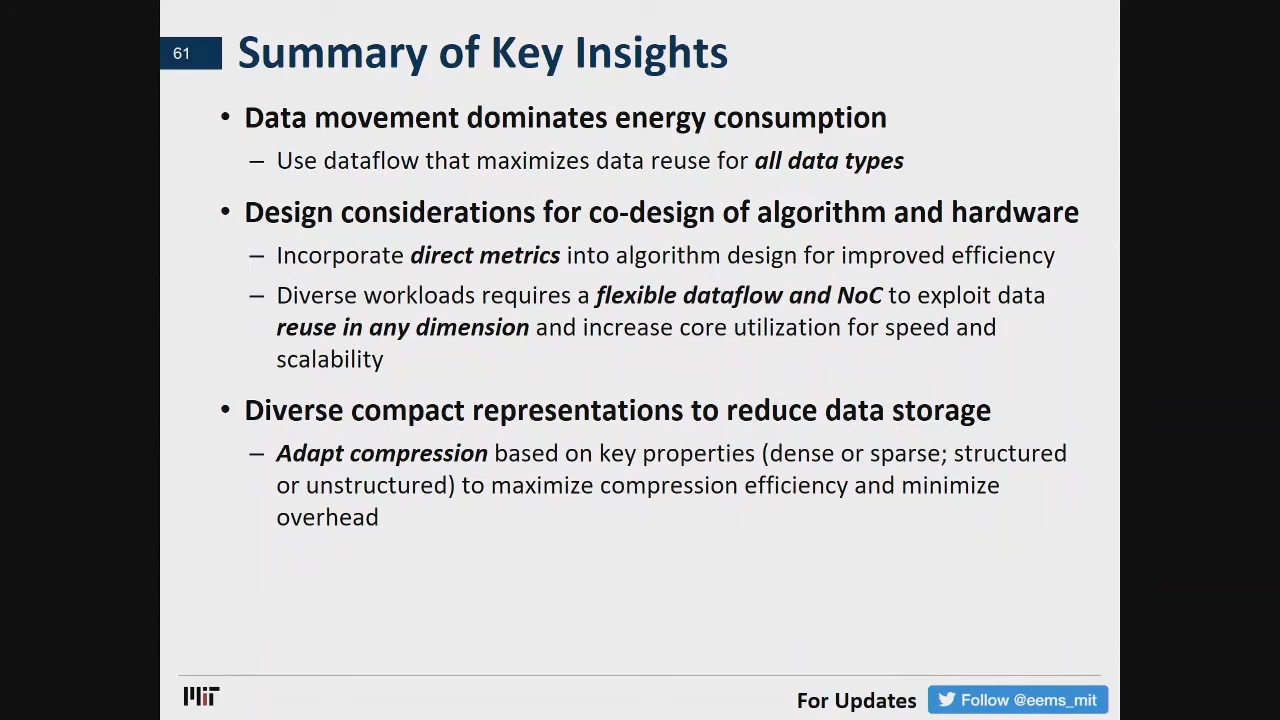 61
Summary of Key Insights
• Data movement dominates energy consumption
– Use dataflow that maximizes data reuse for all data types
• Design considerations for co-design of algorithm and hardware
– Incorporate direct metrics into algorithm design for improved efficiency
– Diverse workloads requires a flexible dataflow and NoC to exploit data
reuse in any dimension and increase core utilization for speed and
scalability
• Diverse compact representations to reduce data storage
– Adapt compression based on key properties (dense or sparse; structured
or unstructured) to maximize compression efficiency and minimize
overhead
MIT
For Updates
Follow @eems_mit